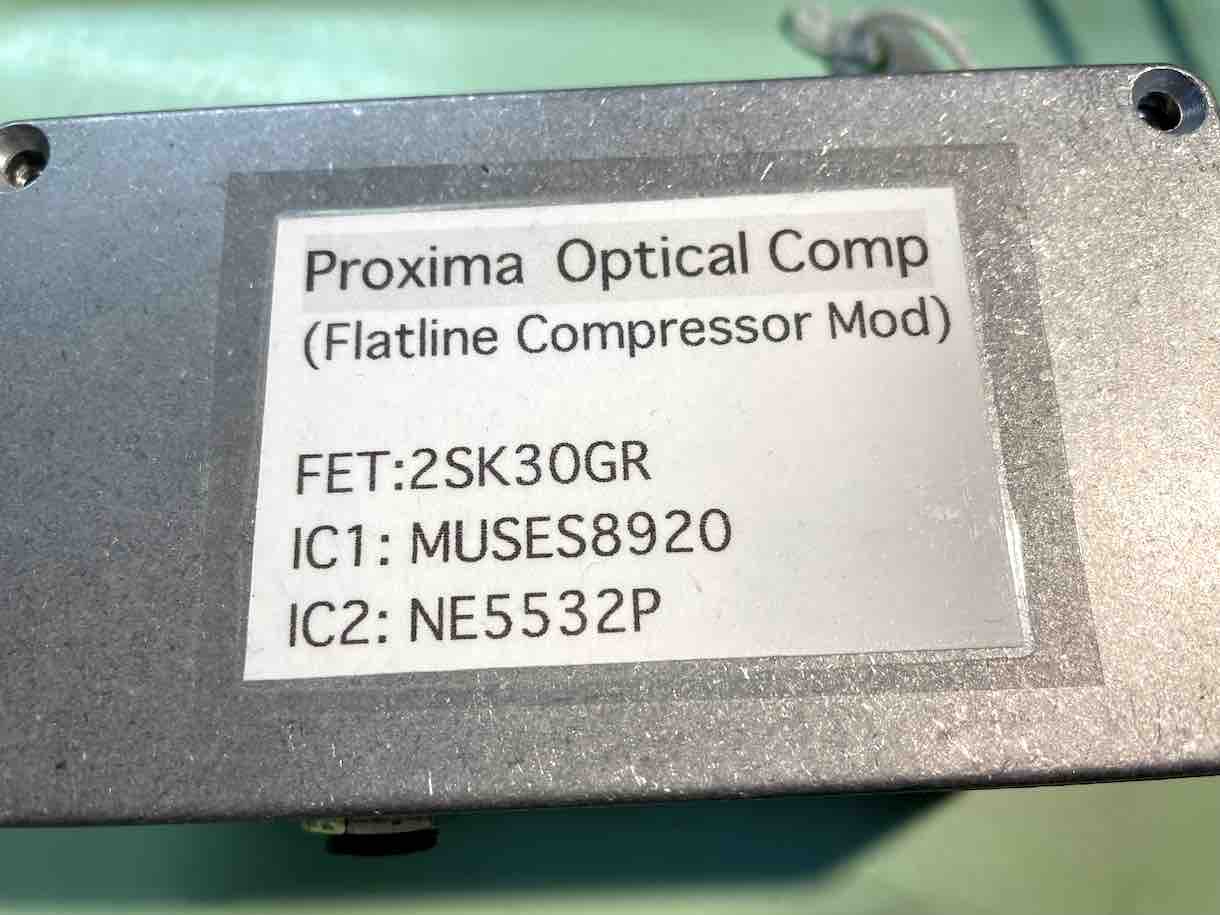 Proxima Optical Comp
(Flatline Compressor Mod)
FET:2SK30GR
IC1: MUSES8920
IC2: NE5532P